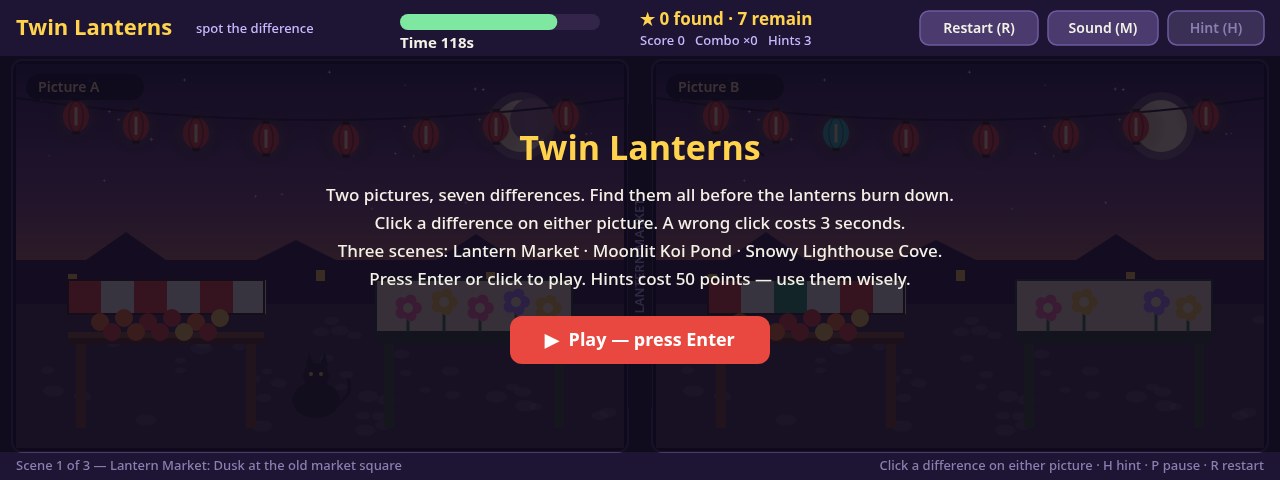 Twin Lanterns
spot the difference
Time 118s
★ 0 found · 7 remain
Score 0 Combo ×0 Hints 3
Restart (R)
Sound (M)
Hint (H)
Picture A
Picture B
Twin Lanterns
Two pictures, seven differences. Find them all before the lanterns burn down.
Click a difference on either picture. A wrong click costs 3 seconds.
Three scenes: Lantern Market · Moonlit Koi Pond · Snowy Lighthouse Cove.
Press Enter or click to play. Hints cost 50 points — use them wisely.
LANTERN MARKET
▶ Play — press Enter
Scene 1 of 3 — Lantern Market: Dusk at the old market square
Click a difference on either picture · H hint · P pause · R restart